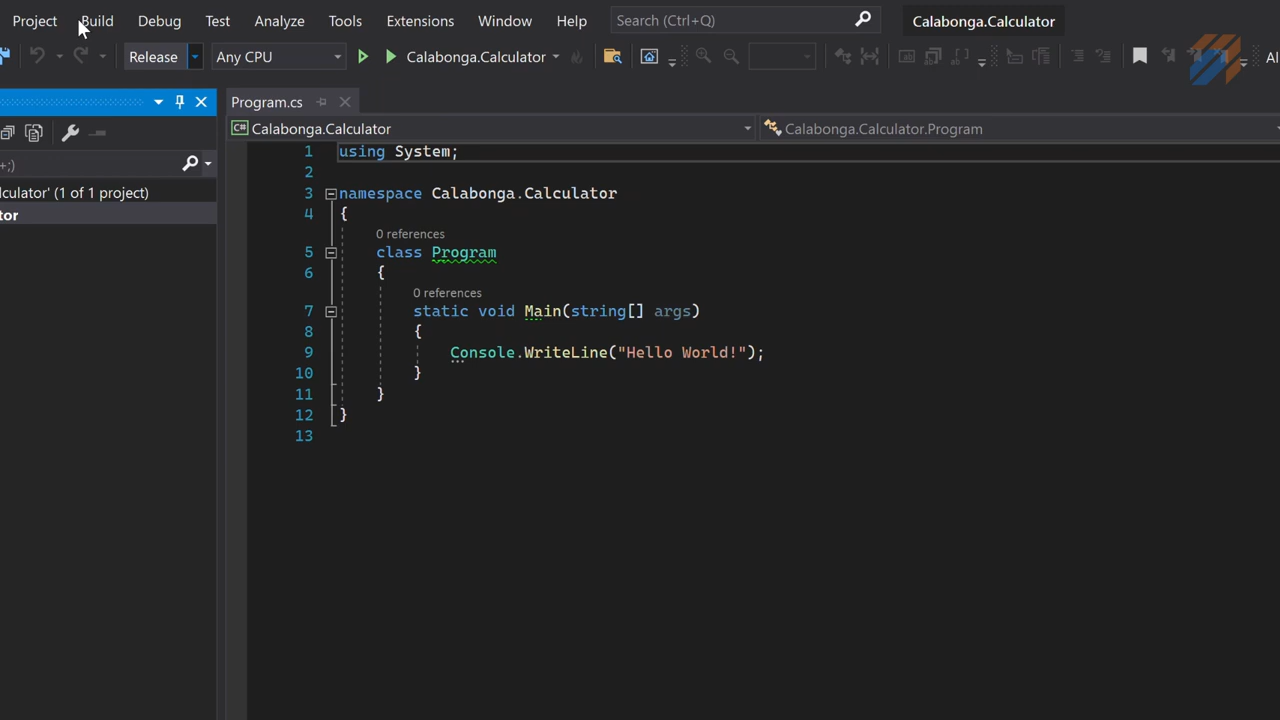 Project Build Debug Test Analyze Tools Extensions Window Help Search (Ctrl+Q) Calabonga.Calculator
Release Any CPU Calabonga.Calculator AI
Program.cs
Calabonga.Calculator Calabonga.Calculator.Program
+;)
lculator' (1 of 1 project)
tor
1 using System;
2
3 namespace Calabonga.Calculator
4 {
0 references
5 class Program
6 {
0 references
7 static void Main(string[] args)
8 {
9 Console.WriteLine("Hello World!");
10 }
11 }
12 }
13